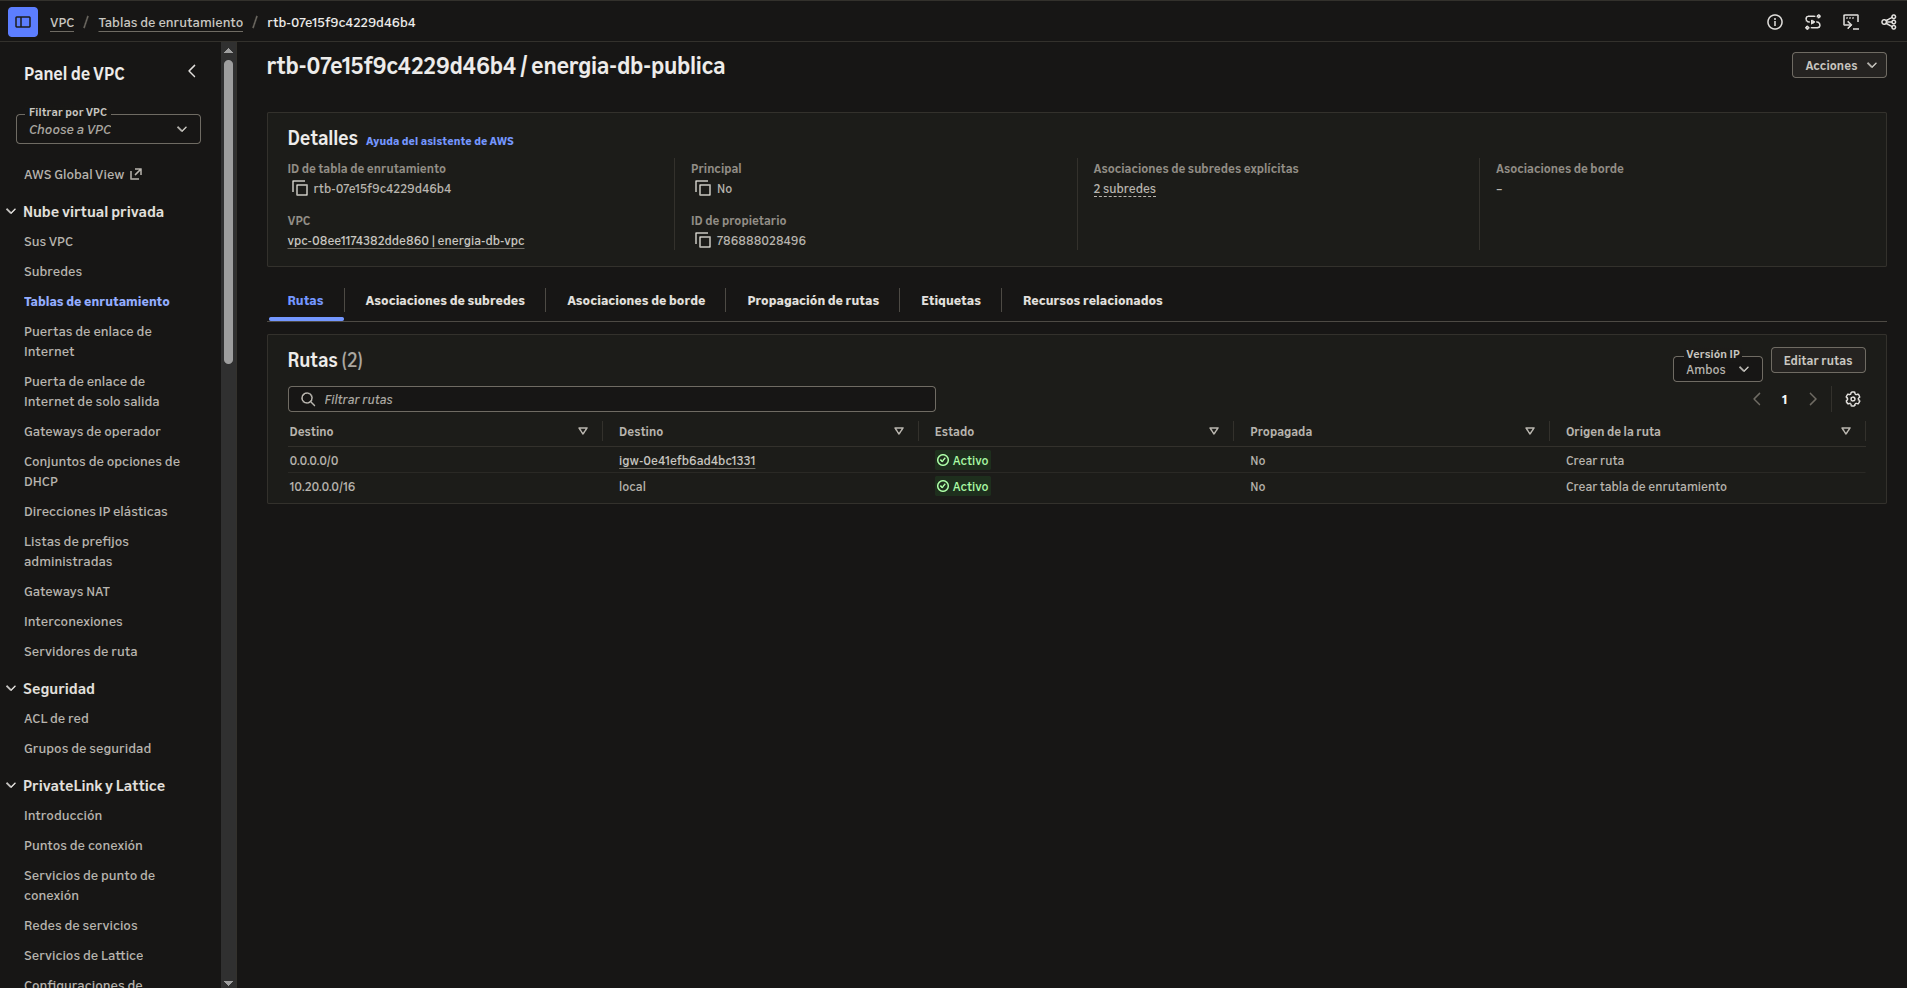 VPC / Tablas de enrutamiento / rtb-07e15f9c4229d46b4
Panel de VPC
Filtrar por VPC
Choose a VPC
AWS Global View
Nube virtual privada
Sus VPC
Subredes
Tablas de enrutamiento
Puertas de enlace de
Internet
Puerta de enlace de
Internet de solo salida
Gateways de operador
Conjuntos de opciones de
DHCP
Direcciones IP elásticas
Listas de prefijos
administradas
Gateways NAT
Interconexiones
Servidores de ruta
Seguridad
ACL de red
Grupos de seguridad
PrivateLink y Lattice
Introducción
Puntos de conexión
Servicios de punto de
conexión
Redes de servicios
Servicios de Lattice
Configuraciones de
rtb-07e15f9c4229d46b4 / energia-db-publica
Acciones
Detalles Ayuda del asistente de AWS
ID de tabla de enrutamiento
rtb-07e15f9c4229d46b4
VPC
vpc-08ee1174382dde860 | energia-db-vpc
Principal
No
ID de propietario
786888028496
Asociaciones de subredes explícitas
2 subredes
Asociaciones de borde
–
Rutas Asociaciones de subredes Asociaciones de borde Propagación de rutas Etiquetas Recursos relacionados
Rutas (2)
Versión IP
Ambos
Editar rutas
Filtrar rutas
1
Destino Destino Estado Propagada Origen de la ruta
0.0.0.0/0 igw-0e41efb6ad4bc1331 Activo No Crear ruta
10.20.0.0/16 local Activo No Crear tabla de enrutamiento